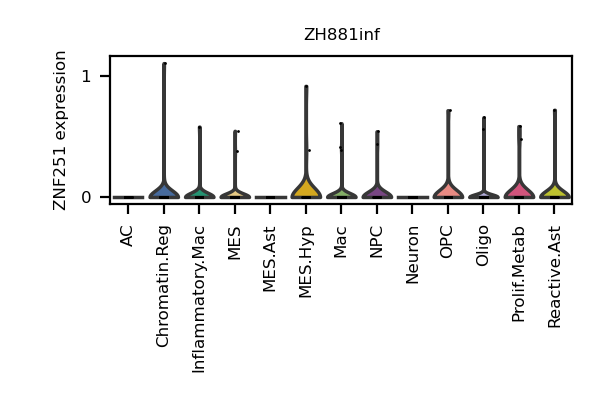 ZH881inf
ZNF251 expression
1
0
AC
Chromatin.Reg
Inflammatory.Mac
MES
MES.Ast
MES.Hyp
Mac
NPC
Neuron
OPC
Oligo
Prolif.Metab
Reactive.Ast